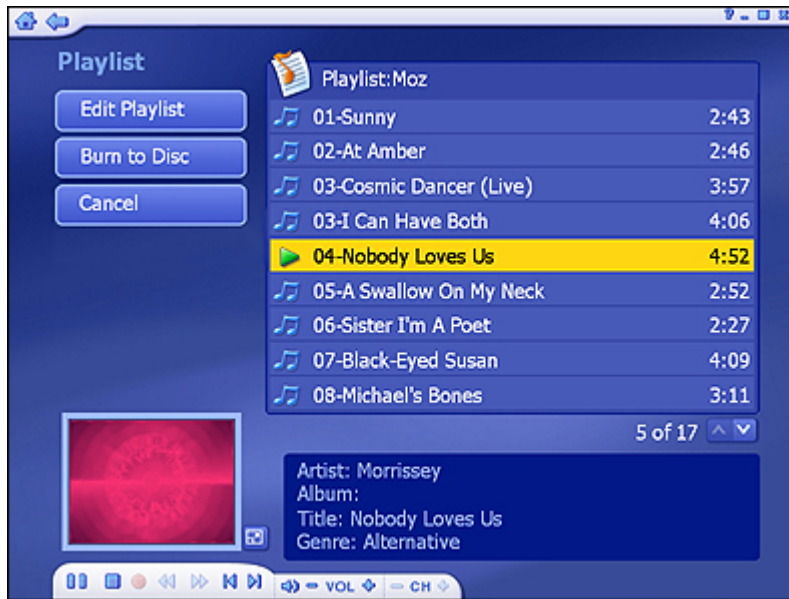 Playlist
Edit Playlist
Burn to Disc
Cancel
Playlist:Moz
01-Sunny 2:43
02-At Amber 2:46
03-Cosmic Dancer (Live) 3:57
03-I Can Have Both 4:06
04-Nobody Loves Us 4:52
05-A Swallow On My Neck 2:52
06-Sister I'm A Poet 2:27
07-Black-Eyed Susan 4:09
08-Michael's Bones 3:11
5 of 17
Artist: Morrissey
Album:
Title: Nobody Loves Us
Genre: Alternative
VOL
CH